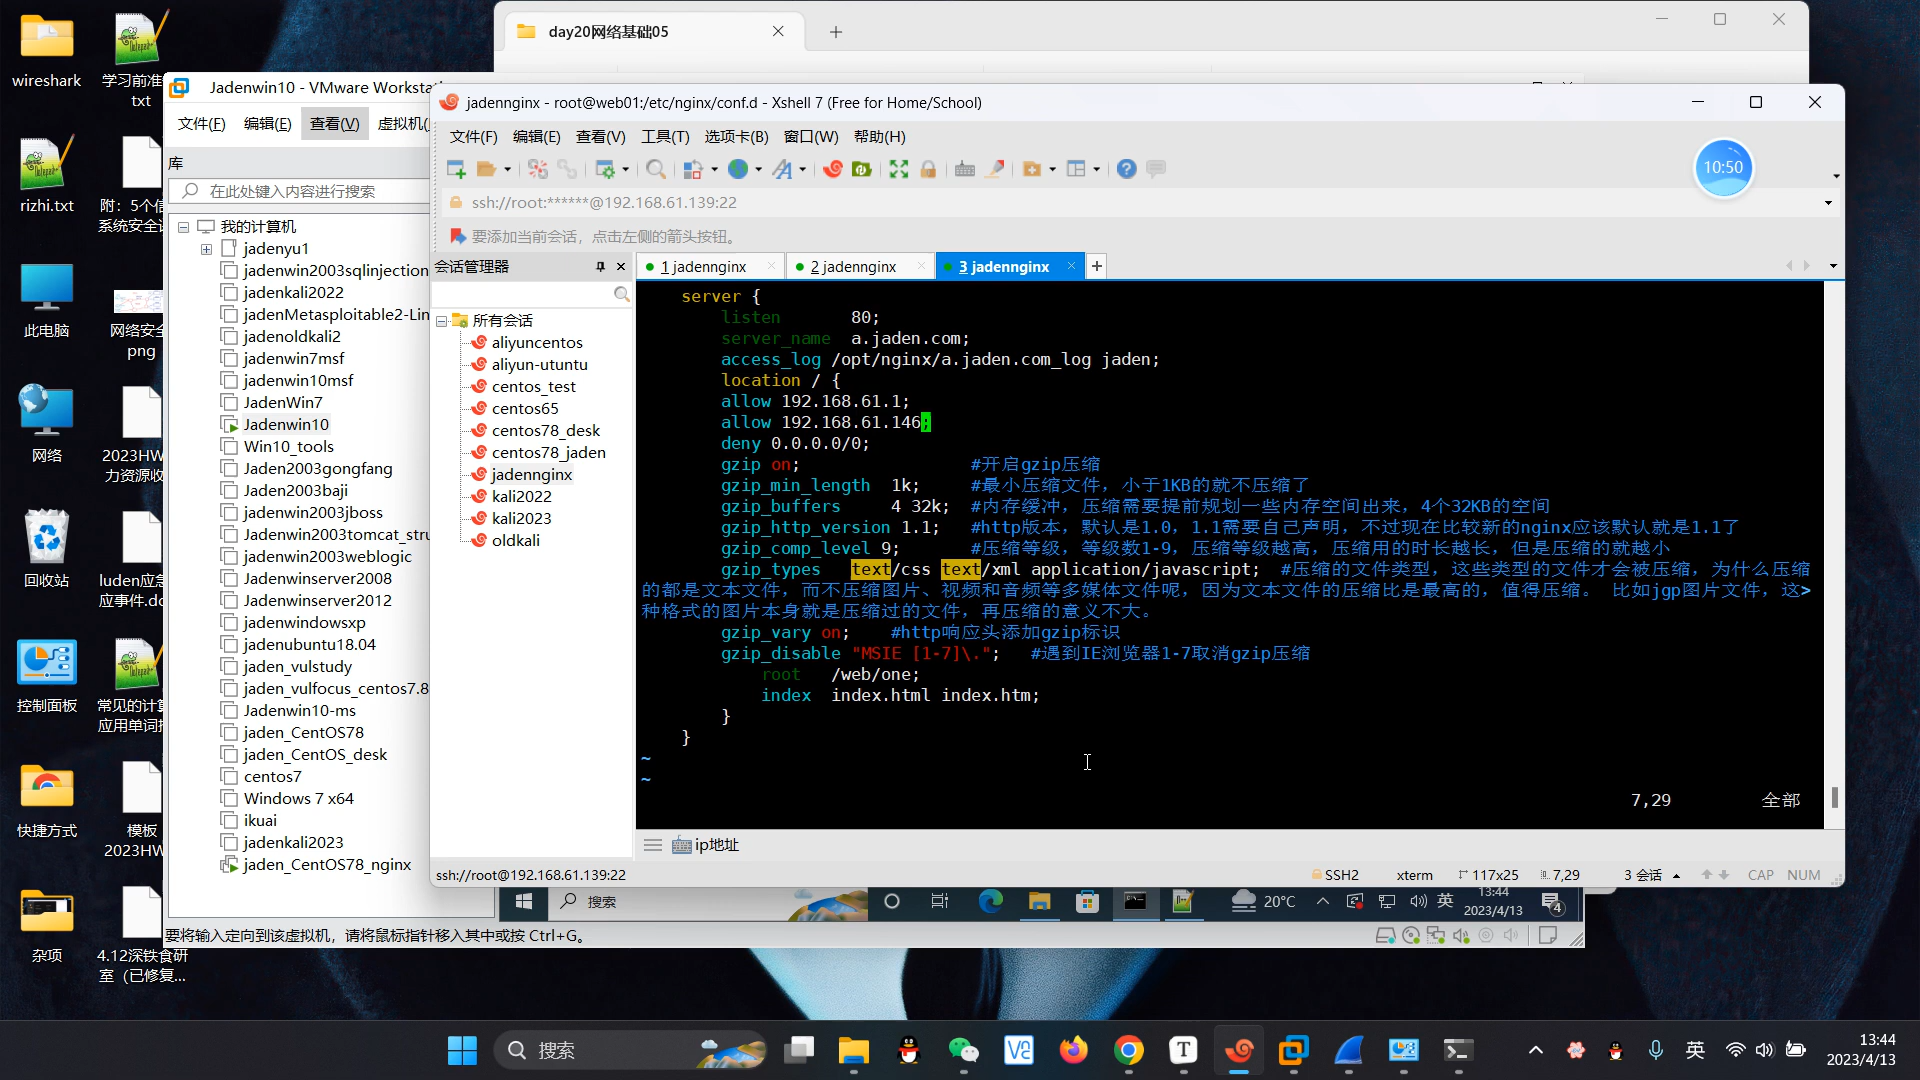 wireshark
学习前准
txt
rizhi.txt
附：5个信
系统安全
此电脑
网络安全
png
网络
2023HW
力资源收
回收站
luden应急
应事件.do
控制面板
常见的计算
应用单词
快捷方式
模板
2023HW
杂项
4.12深铁食研
室（已修复...
day20网络基础05
Jadenwin10 - VMware Workstati
文件(F) 编辑(E) 查看(V) 虚拟机(
库
在此处键入内容进行搜索
我的计算机
jadenyu1
jadenwin2003sqlinjection
jadenkali2022
jadenMetasploitable2-Lin
jadenoldkali2
jadenwin7msf
jadenwin10msf
JadenWin7
Jadenwin10
Win10_tools
Jaden2003gongfang
Jaden2003baji
jadenwin2003jboss
Jadenwin2003tomcat_stru
jadenwin2003weblogic
Jadenwinserver2008
Jadenwinserver2012
jadenwindowsxp
jadenubuntu18.04
jaden_vulstudy
jaden_vulfocus_centos7.8
Jadenwin10-ms
jaden_CentOS78
jaden_CentOS_desk
centos7
Windows 7 x64
ikuai
jadenkali2023
jaden_CentOS78_nginx
要将输入定向到该虚拟机，请将鼠标指针移入其中或按 Ctrl+G。
jadennginx - root@web01:/etc/nginx/conf.d - Xshell 7 (Free for Home/School)
文件(F) 编辑(E) 查看(V) 工具(T) 选项卡(B) 窗口(W) 帮助(H)
10:50
ssh://root:******@192.168.61.139:22
要添加当前会话，点击左侧的箭头按钮。
会话管理器
1 jadennginx 2 jadennginx 3 jadennginx
所有会话
aliyuncentos
aliyun-ututu
centos_test
centos65
centos78_desk
centos78_jaden
jadennginx
kali2022
kali2023
oldkali
server {
listen 80;
server_name a.jaden.com;
access_log /opt/nginx/a.jaden.com_log jaden;
location / {
allow 192.168.61.1;
allow 192.168.61.146;
deny 0.0.0.0/0;
gzip on; #开启gzip压缩
gzip_min_length 1k; #最小压缩文件，小于1KB的就不压缩了
gzip_buffers 4 32k; #内存缓冲，压缩需要提前规划一些内存空间出来，4个32KB的空间
gzip_http_version 1.1; #http版本，默认是1.0，1.1需要自己声明，不过现在比较新的nginx应该默认就是1.1了
gzip_comp_level 9; #压缩等级，等级数1-9，压缩等级越高，压缩用的时长越长，但是压缩的就越小
gzip_types text/css text/xml application/javascript; #压缩的文件类型，这些类型的文件才会被压缩，为什么压缩
的都是文本文件，而不压缩图片、视频和音频等多媒体文件呢，因为文本文件的压缩比是最高的，值得压缩。 比如jgp图片文件，这>
种格式的图片本身就是压缩过的文件，再压缩的意义不大。
gzip_vary on; #http响应头添加gzip标识
gzip_disable "MSIE [1-7]\."; #遇到IE浏览器1-7取消gzip压缩
root /web/one;
index index.html index.htm;
}
}
~
~
7,29 全部
ip地址
ssh://root@192.168.61.139:22 SSH2 xterm 117x25 7,29 3 会话 CAP NUM
搜索 20°C 英 13:44
2023/4/13 4
搜索 英 13:44
2023/4/13